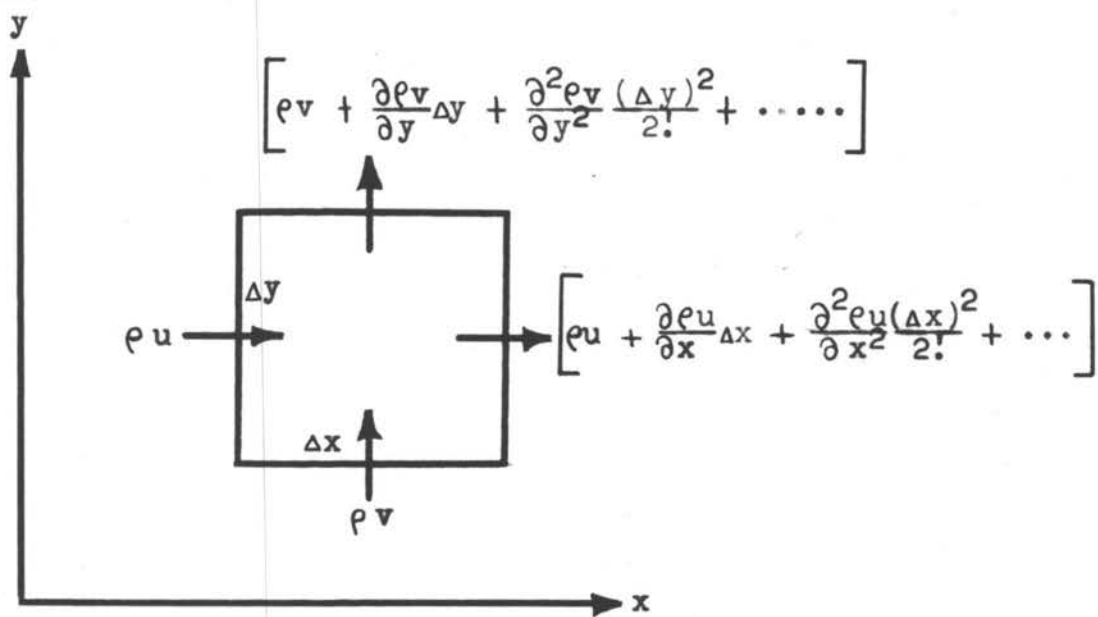 y
[ρv + ∂ρv/∂y Δy + ∂²ρv/∂y² (Δy)²/2! + ·····]
Δy
ρu
[ρu + ∂ρu/∂x Δx + ∂²ρu/∂x² (Δx)²/2! + ···]
Δx
ρv
x